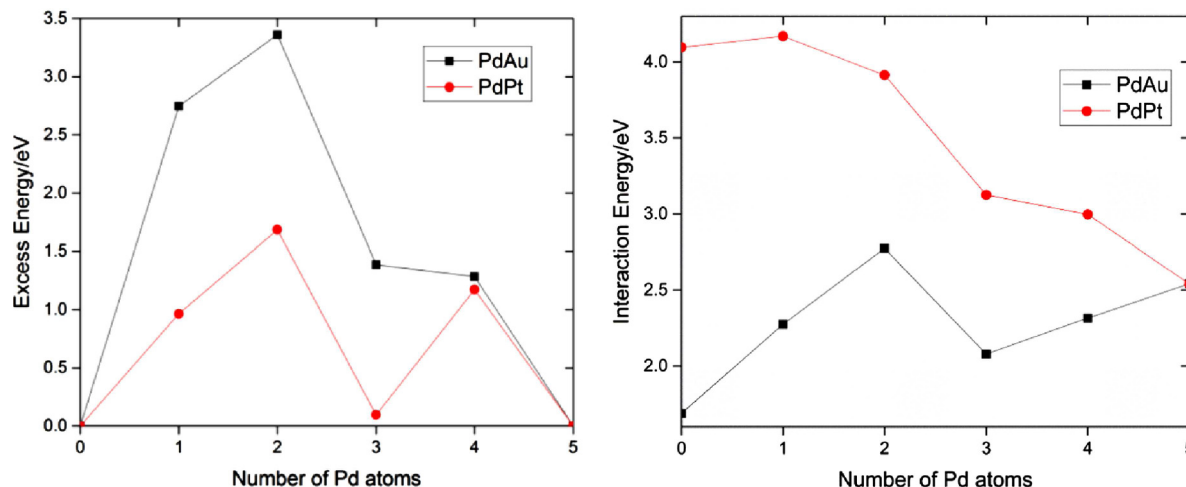 3.5
3.0
2.5
2.0
1.5
1.0
0.5
0.0
Excess Energy/eV
PdAu
PdPt
0 1 2 3 4 5
Number of Pd atoms
4.0
3.5
3.0
2.5
2.0
Interaction Energy/eV
PdAu
PdPt
0 1 2 3 4 5
Number of Pd atoms